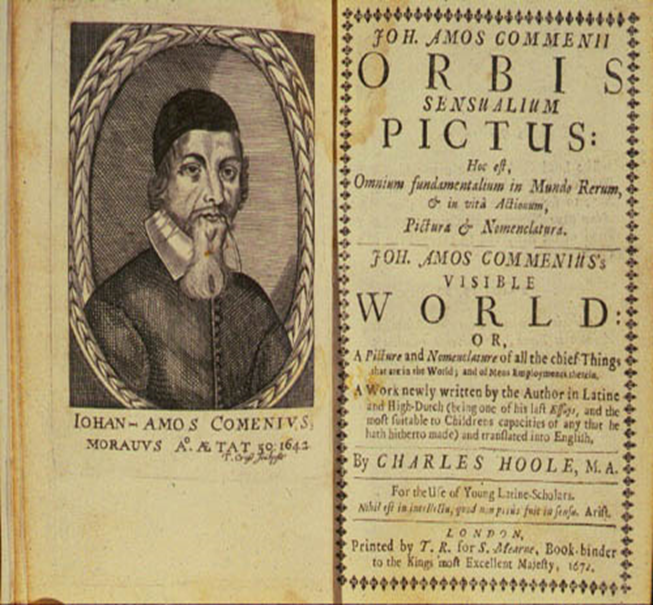 IOHAN- AMOS COMENIVS,
MORAVVS A⁰. ÆTAT 50: 1642
JOH. AMOS COMMENII
ORBIS
SENSUALIUM
PICTUS:
Hoc eſt,
Omnium fundamentalium in Mundo Rerum,
& in vitâ Actionum,
Pictura & Nomenclatura.
JOH. AMOS COMMENIUS's
VISIBLE
WORLD:
OR,
A Picture and Nomenclature of all the chief Things
that are in the World; and of Mens Employments therein.
A Work newly written by the Author in Latine
and High-Dutch (being one of his laſt Eſſays, and the
moſt ſuitable to Childrens capacities of any that he
hath hitherto made) and tranſlated into Engliſh,
By CHARLES HOOLE, M.A.
For the Uſe of Young Latine-Scholars.
Nihil eſt in intellectu, quod non prius fuit in ſenſu. Ariſt.
LONDON,
Printed by T. R. for S. Mearne, Book-binder
to the Kings moſt Excellent Majeſty, 1672.